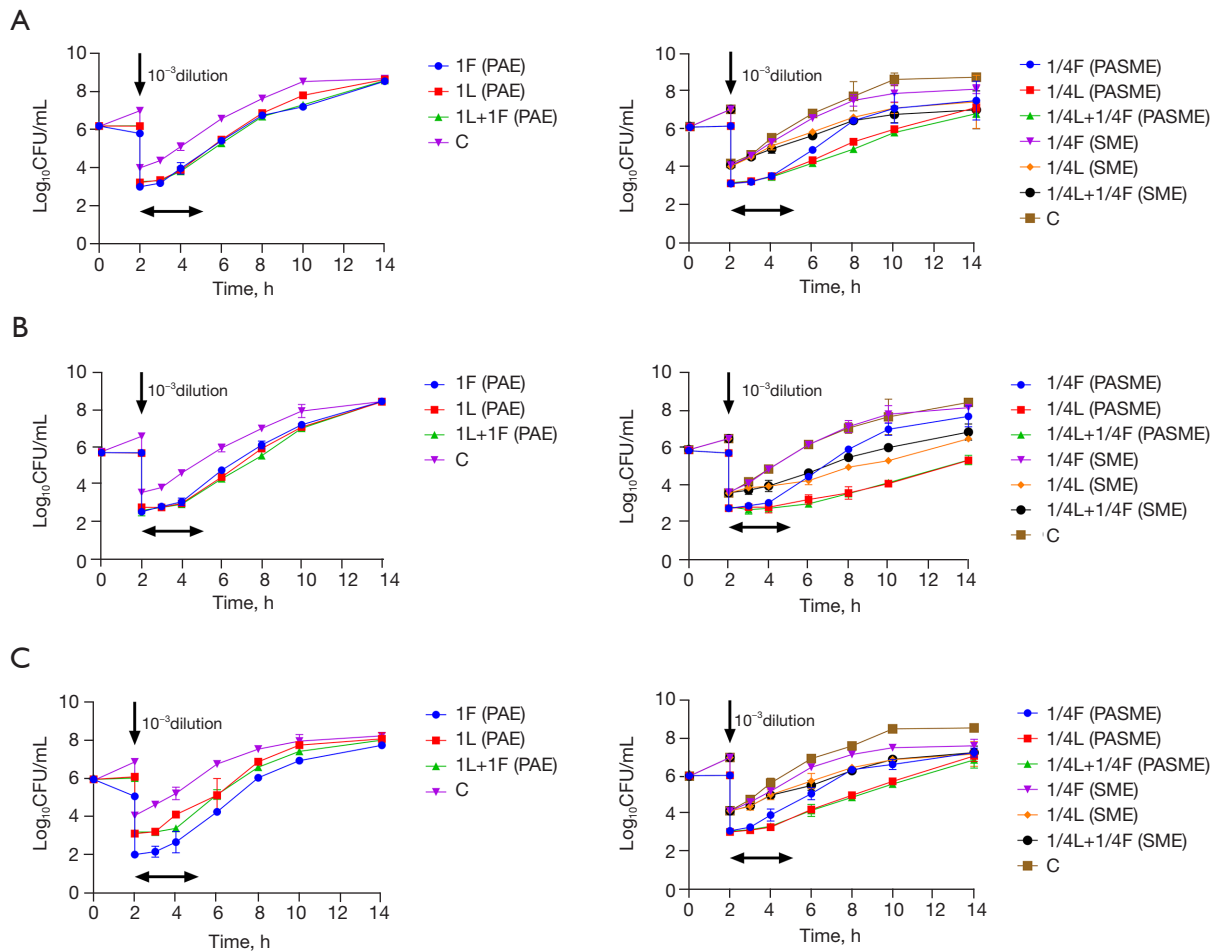 A
10
8
6
4
2
0
Log₁₀CFU/mL
10⁻³dilution
0 2 4 6 8 10 12 14
Time, h
1F (PAE)
1L (PAE)
1L+1F (PAE)
C
10
8
6
4
2
0
Log₁₀CFU/mL
10⁻³dilution
0 2 4 6 8 10 12 14
Time, h
1/4F (PASME)
1/4L (PASME)
1/4L+1/4F (PASME)
1/4F (SME)
1/4L (SME)
1/4L+1/4F (SME)
C
B
10
8
6
4
2
0
Log₁₀CFU/mL
10⁻³dilution
0 2 4 6 8 10 12 14
Time, h
1F (PAE)
1L (PAE)
1L+1F (PAE)
C
10
8
6
4
2
0
Log₁₀CFU/mL
10⁻³dilution
0 2 4 6 8 10 12 14
Time, h
1/4F (PASME)
1/4L (PASME)
1/4L+1/4F (PASME)
1/4F (SME)
1/4L (SME)
1/4L+1/4F (SME)
C
C
10
8
6
4
2
0
Log₁₀CFU/mL
10⁻³dilution
0 2 4 6 8 10 12 14
Time, h
1F (PAE)
1L (PAE)
1L+1F (PAE)
C
10
8
6
4
2
0
Log₁₀CFU/mL
10⁻³dilution
0 2 4 6 8 10 12 14
Time, h
1/4F (PASME)
1/4L (PASME)
1/4L+1/4F (PASME)
1/4F (SME)
1/4L (SME)
1/4L+1/4F (SME)
C